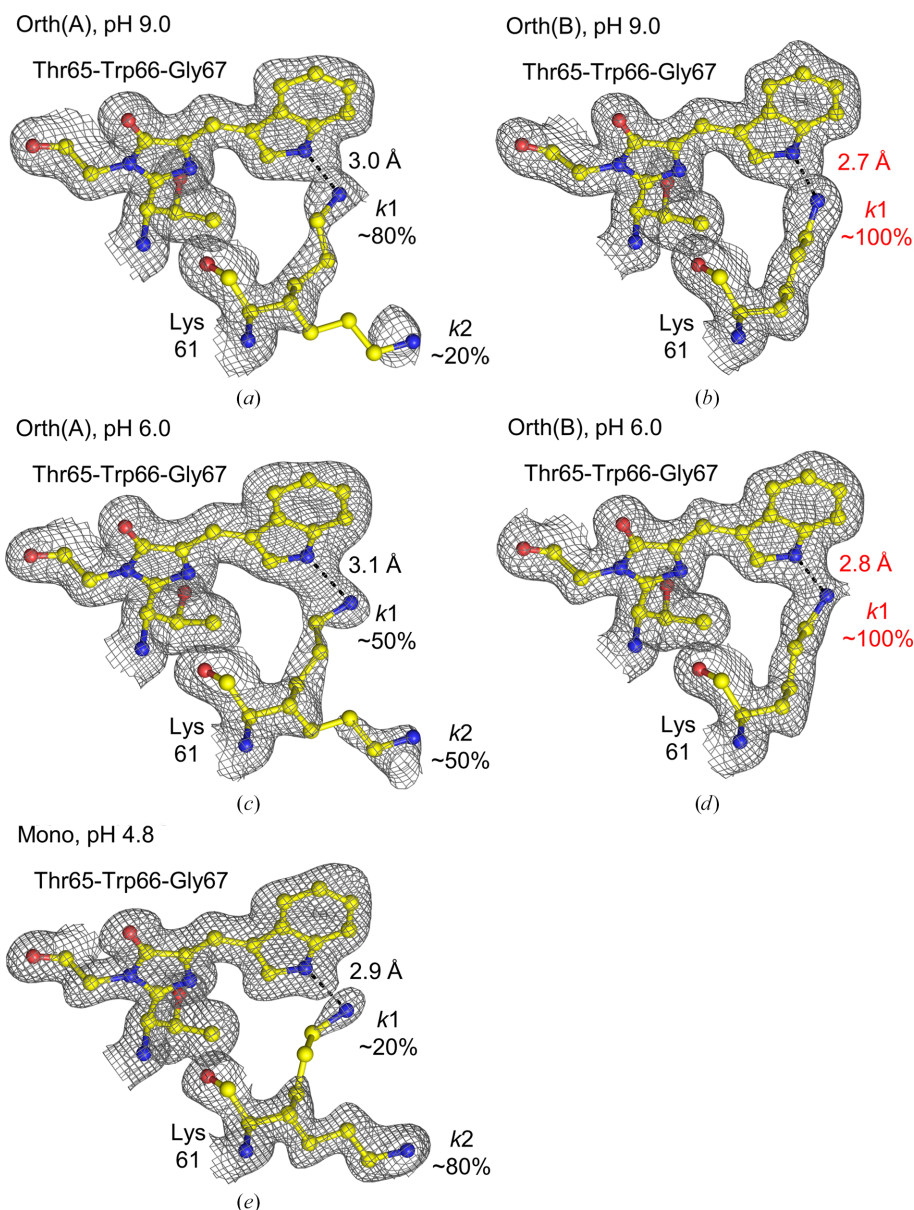 Orth(A), pH 9.0
Thr65-Trp66-Gly67
3.0 Å
k1
~80%
Lys
61
k2
~20%
(a)
Orth(B), pH 9.0
Thr65-Trp66-Gly67
2.7 Å
k1
~100%
Lys
61
(b)
Orth(A), pH 6.0
Thr65-Trp66-Gly67
3.1 Å
k1
~50%
Lys
61
k2
~50%
(c)
Orth(B), pH 6.0
Thr65-Trp66-Gly67
2.8 Å
k1
~100%
Lys
61
(d)
Mono, pH 4.8
Thr65-Trp66-Gly67
2.9 Å
k1
~20%
Lys
61
k2
~80%
(e)